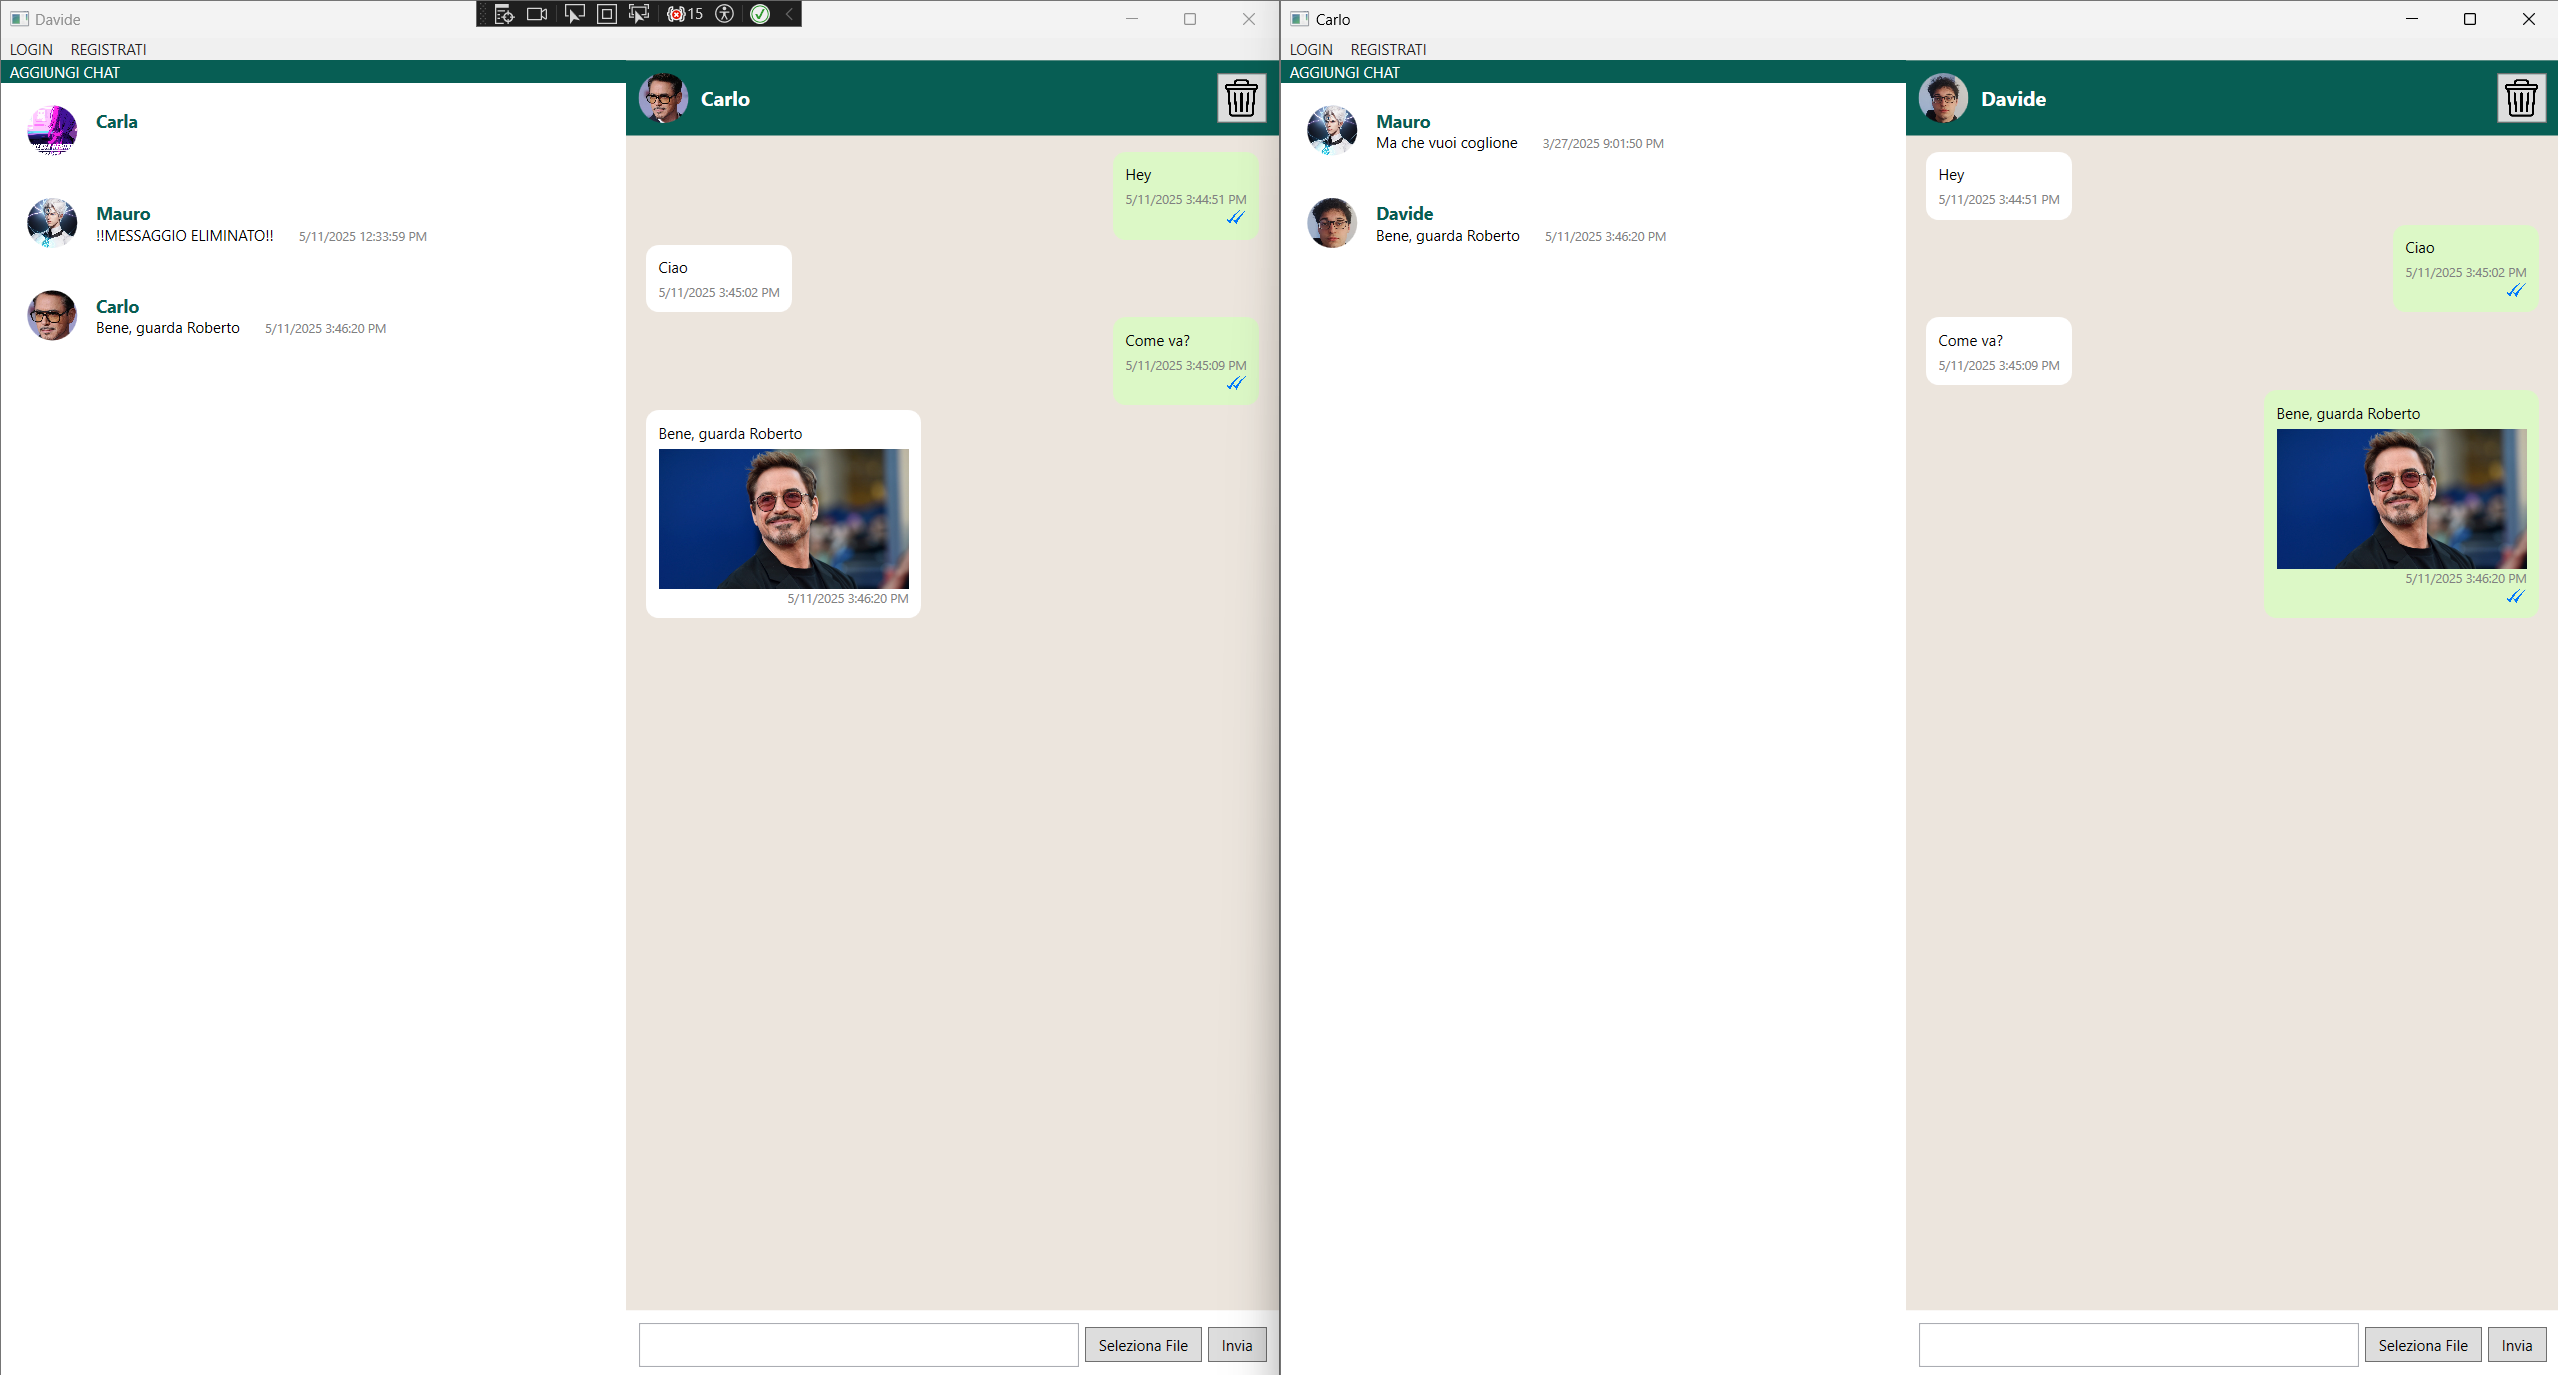 Davide
15
LOGIN REGISTRATI
AGGIUNGI CHAT
Carla
Mauro
!!MESSAGGIO ELIMINATO!! 5/11/2025 12:33:59 PM
Carlo
Bene, guarda Roberto 5/11/2025 3:46:20 PM
Carlo
Hey
5/11/2025 3:44:51 PM
Ciao
5/11/2025 3:45:02 PM
Come va?
5/11/2025 3:45:09 PM
Bene, guarda Roberto
5/11/2025 3:46:20 PM
Seleziona File Invia
Carlo
LOGIN REGISTRATI
AGGIUNGI CHAT
Mauro
Ma che vuoi coglione 3/27/2025 9:01:50 PM
Davide
Bene, guarda Roberto 5/11/2025 3:46:20 PM
Davide
Hey
5/11/2025 3:44:51 PM
Ciao
5/11/2025 3:45:02 PM
Come va?
5/11/2025 3:45:09 PM
Bene, guarda Roberto
5/11/2025 3:46:20 PM
Seleziona File Invia